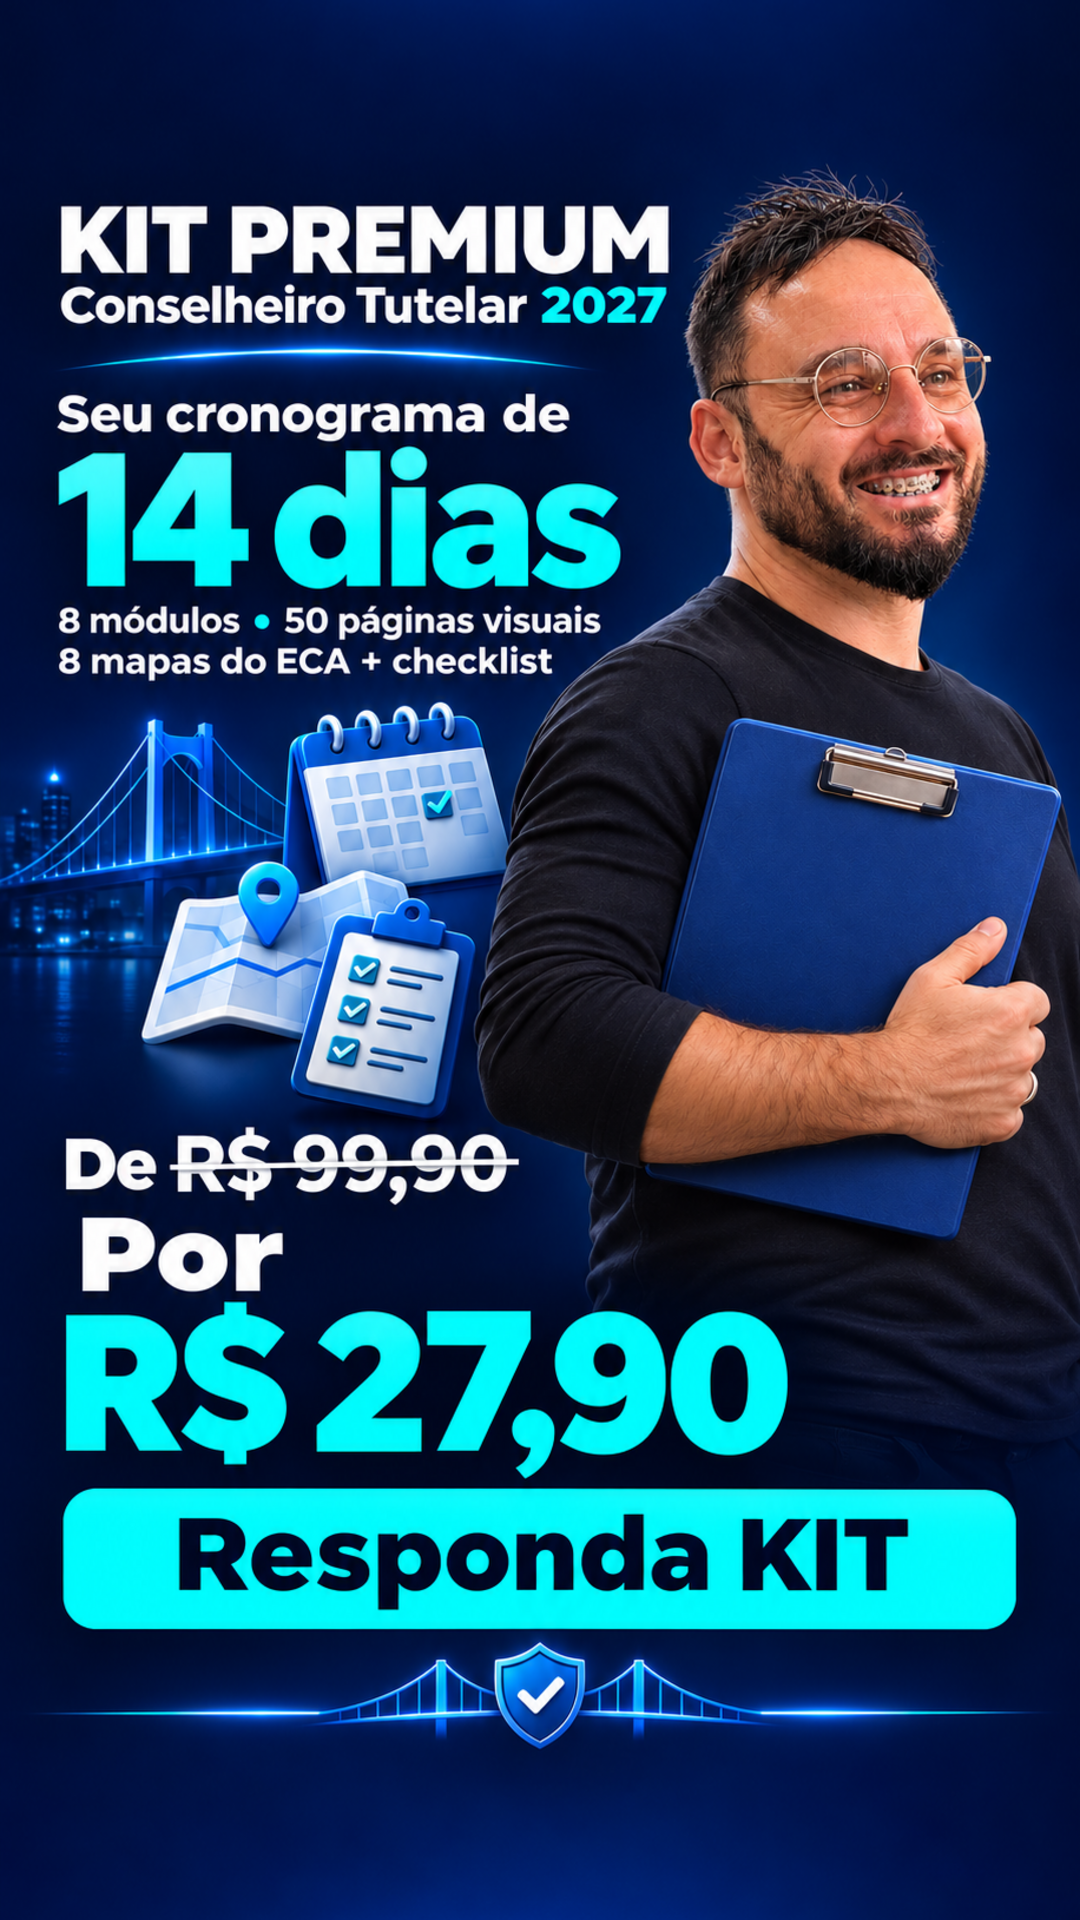 KIT PREMIUM
Conselheiro Tutelar 2027
Seu cronograma de
14 dias
8 módulos • 50 páginas visuais
8 mapas do ECA + checklist
De R$ 99,90
Por
R$ 27,90
Responda KIT